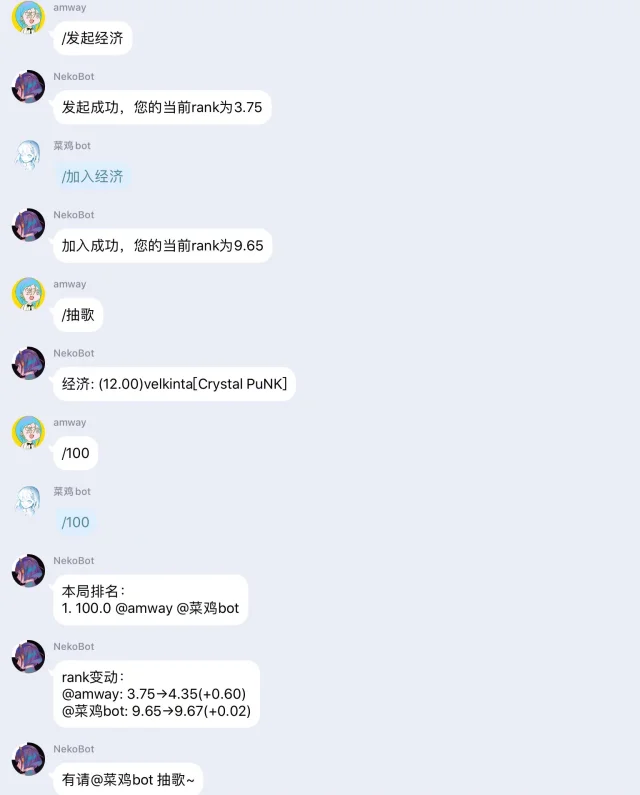 amway
/发起经济
NekoBot
发起成功，您的当前rank为3.75
菜鸡bot
/加入经济
NekoBot
加入成功，您的当前rank为9.65
amway
/抽歌
NekoBot
经济: (12.00)velkinta[Crystal PuNK]
amway
/100
菜鸡bot
/100
NekoBot
本局排名：
1. 100.0 @amway @菜鸡bot
NekoBot
rank变动：
@amway: 3.75→4.35(+0.60)
@菜鸡bot: 9.65→9.67(+0.02)
NekoBot
有请@菜鸡bot 抽歌~